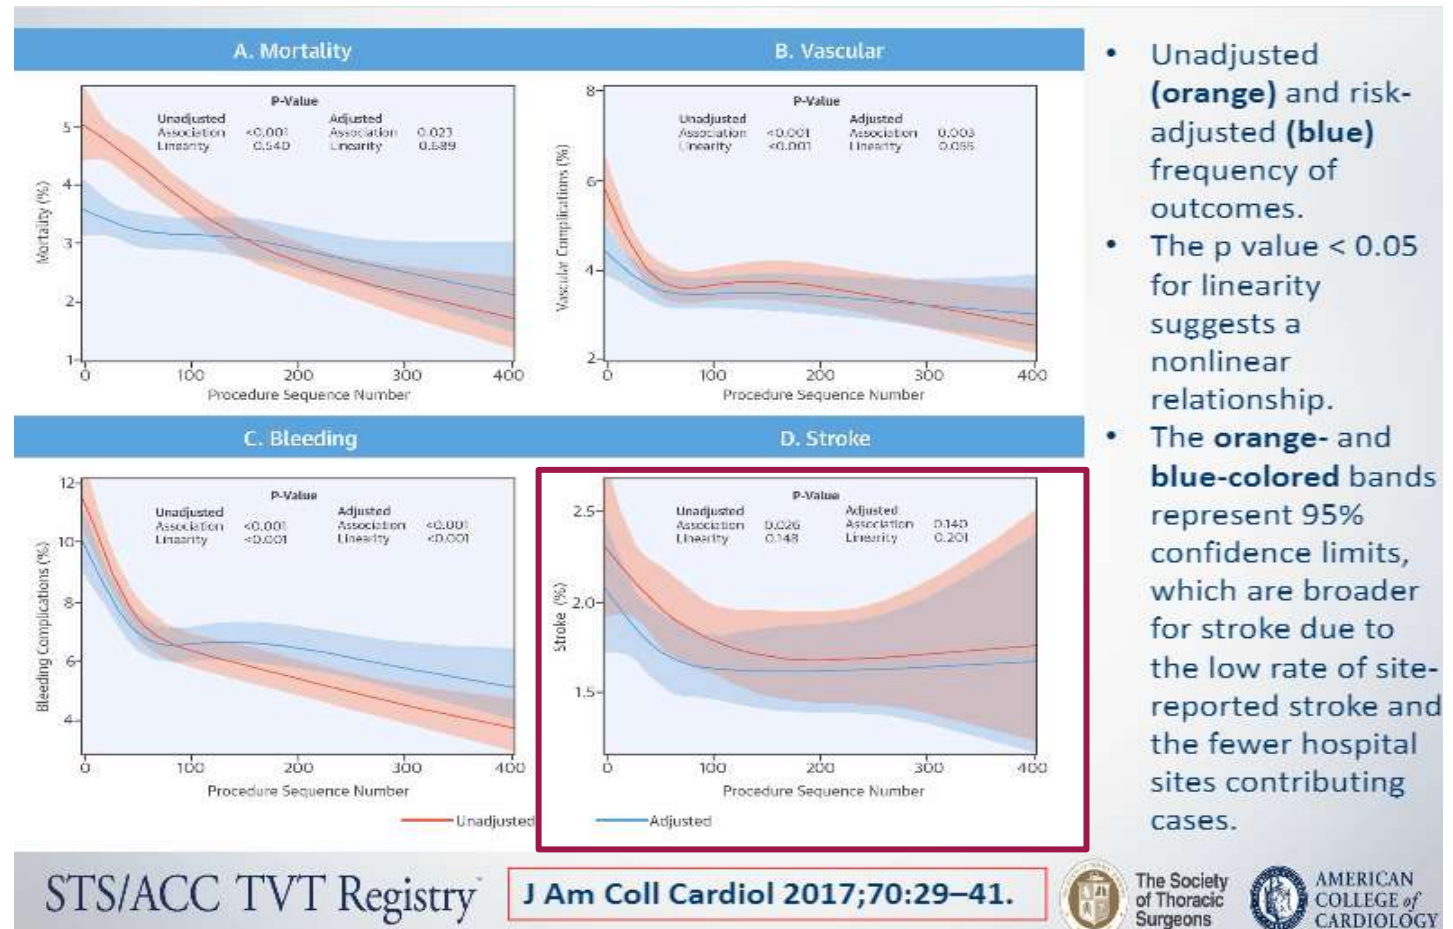 A. Mortality
P-Value
Unadjusted Adjusted
Association <0.001 Association 0.023
Linearity 0.540 Linearity 0.689
5
4
3
2
1
Mortality (%)
0 100 200 300 400
Procedure Sequence Number
B. Vascular
P-Value
Unadjusted Adjusted
Association <0.001 Association 0.003
Linearity <0.001 Linearity 0.055
8
6
4
2
Vascular Complications (%)
0 100 200 300 400
Procedure Sequence Number
C. Bleeding
P-Value
Unadjusted Adjusted
Association <0.001 Association <0.001
Linearity <0.001 Linearity <0.001
12
10
8
6
4
Bleeding Complications (%)
0 100 200 300 400
Procedure Sequence Number
D. Stroke
P-Value
Unadjusted Adjusted
Association 0.026 Association 0.140
Linearity 0.148 Linearity 0.201
2.5
2.0
1.5
Stroke (%)
0 100 200 300 400
Procedure Sequence Number
Unadjusted
Adjusted
• Unadjusted
(orange) and risk-
adjusted (blue)
frequency of
outcomes.
• The p value < 0.05
for linearity
suggests a
nonlinear
relationship.
• The orange- and
blue-colored bands
represent 95%
confidence limits,
which are broader
for stroke due to
the low rate of site-
reported stroke and
the fewer hospital
sites contributing
cases.
STS/ACC TVT Registry™
J Am Coll Cardiol 2017;70:29–41.
The Society
of Thoracic
Surgeons
AMERICAN
COLLEGE of
CARDIOLOGY